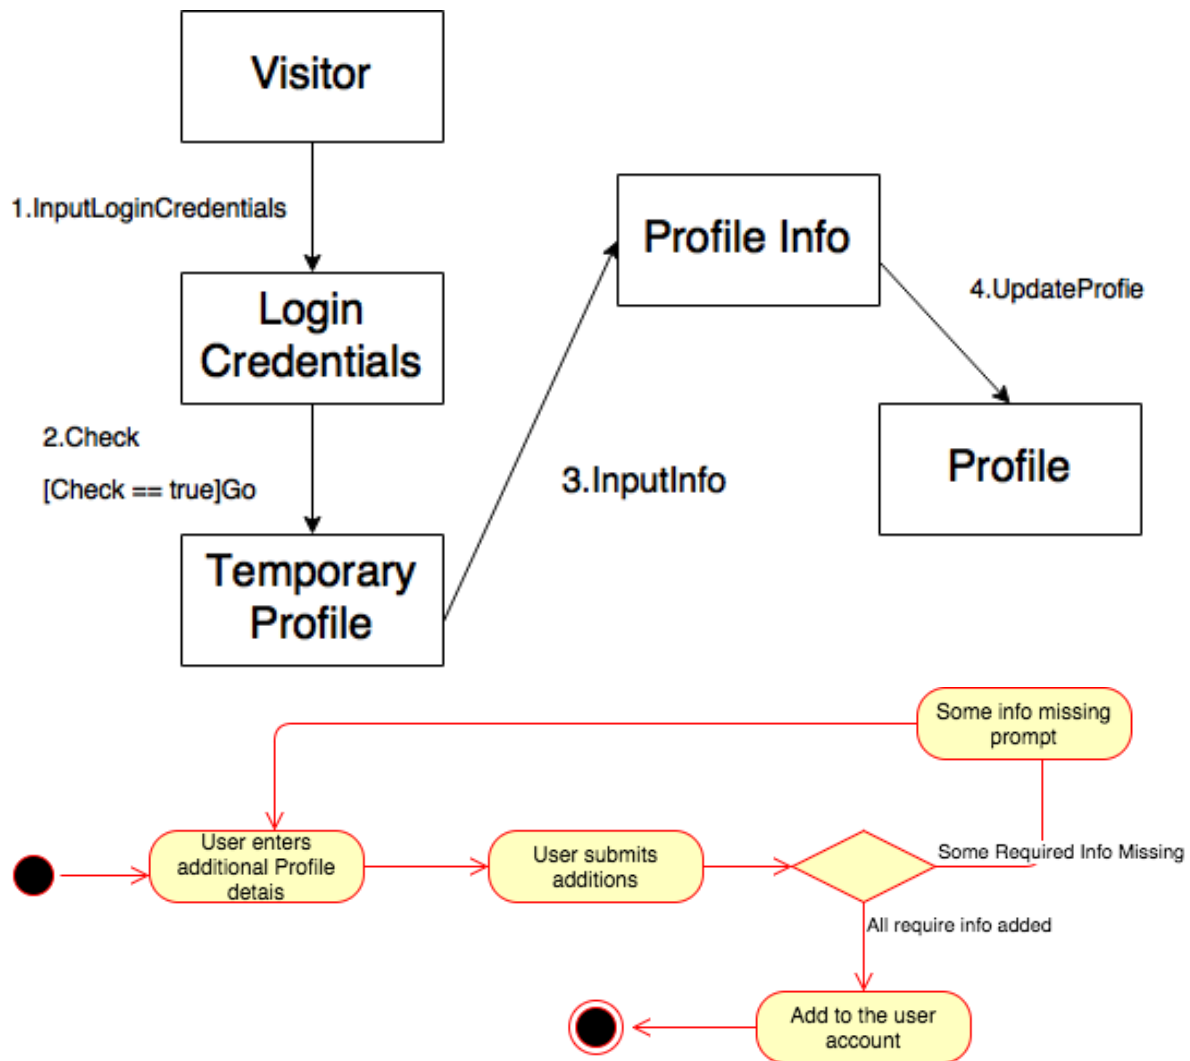 Visitor
1.InputLoginCredentials
Login
Credentials
2.Check
[Check == true]Go
Temporary
Profile
3.InputInfo
Profile Info
4.UpdateProfie
Profile
Some info missing
prompt
User enters
additional Profile
detais
User submits
additions
Some Required Info Missing
All require info added
Add to the user
account